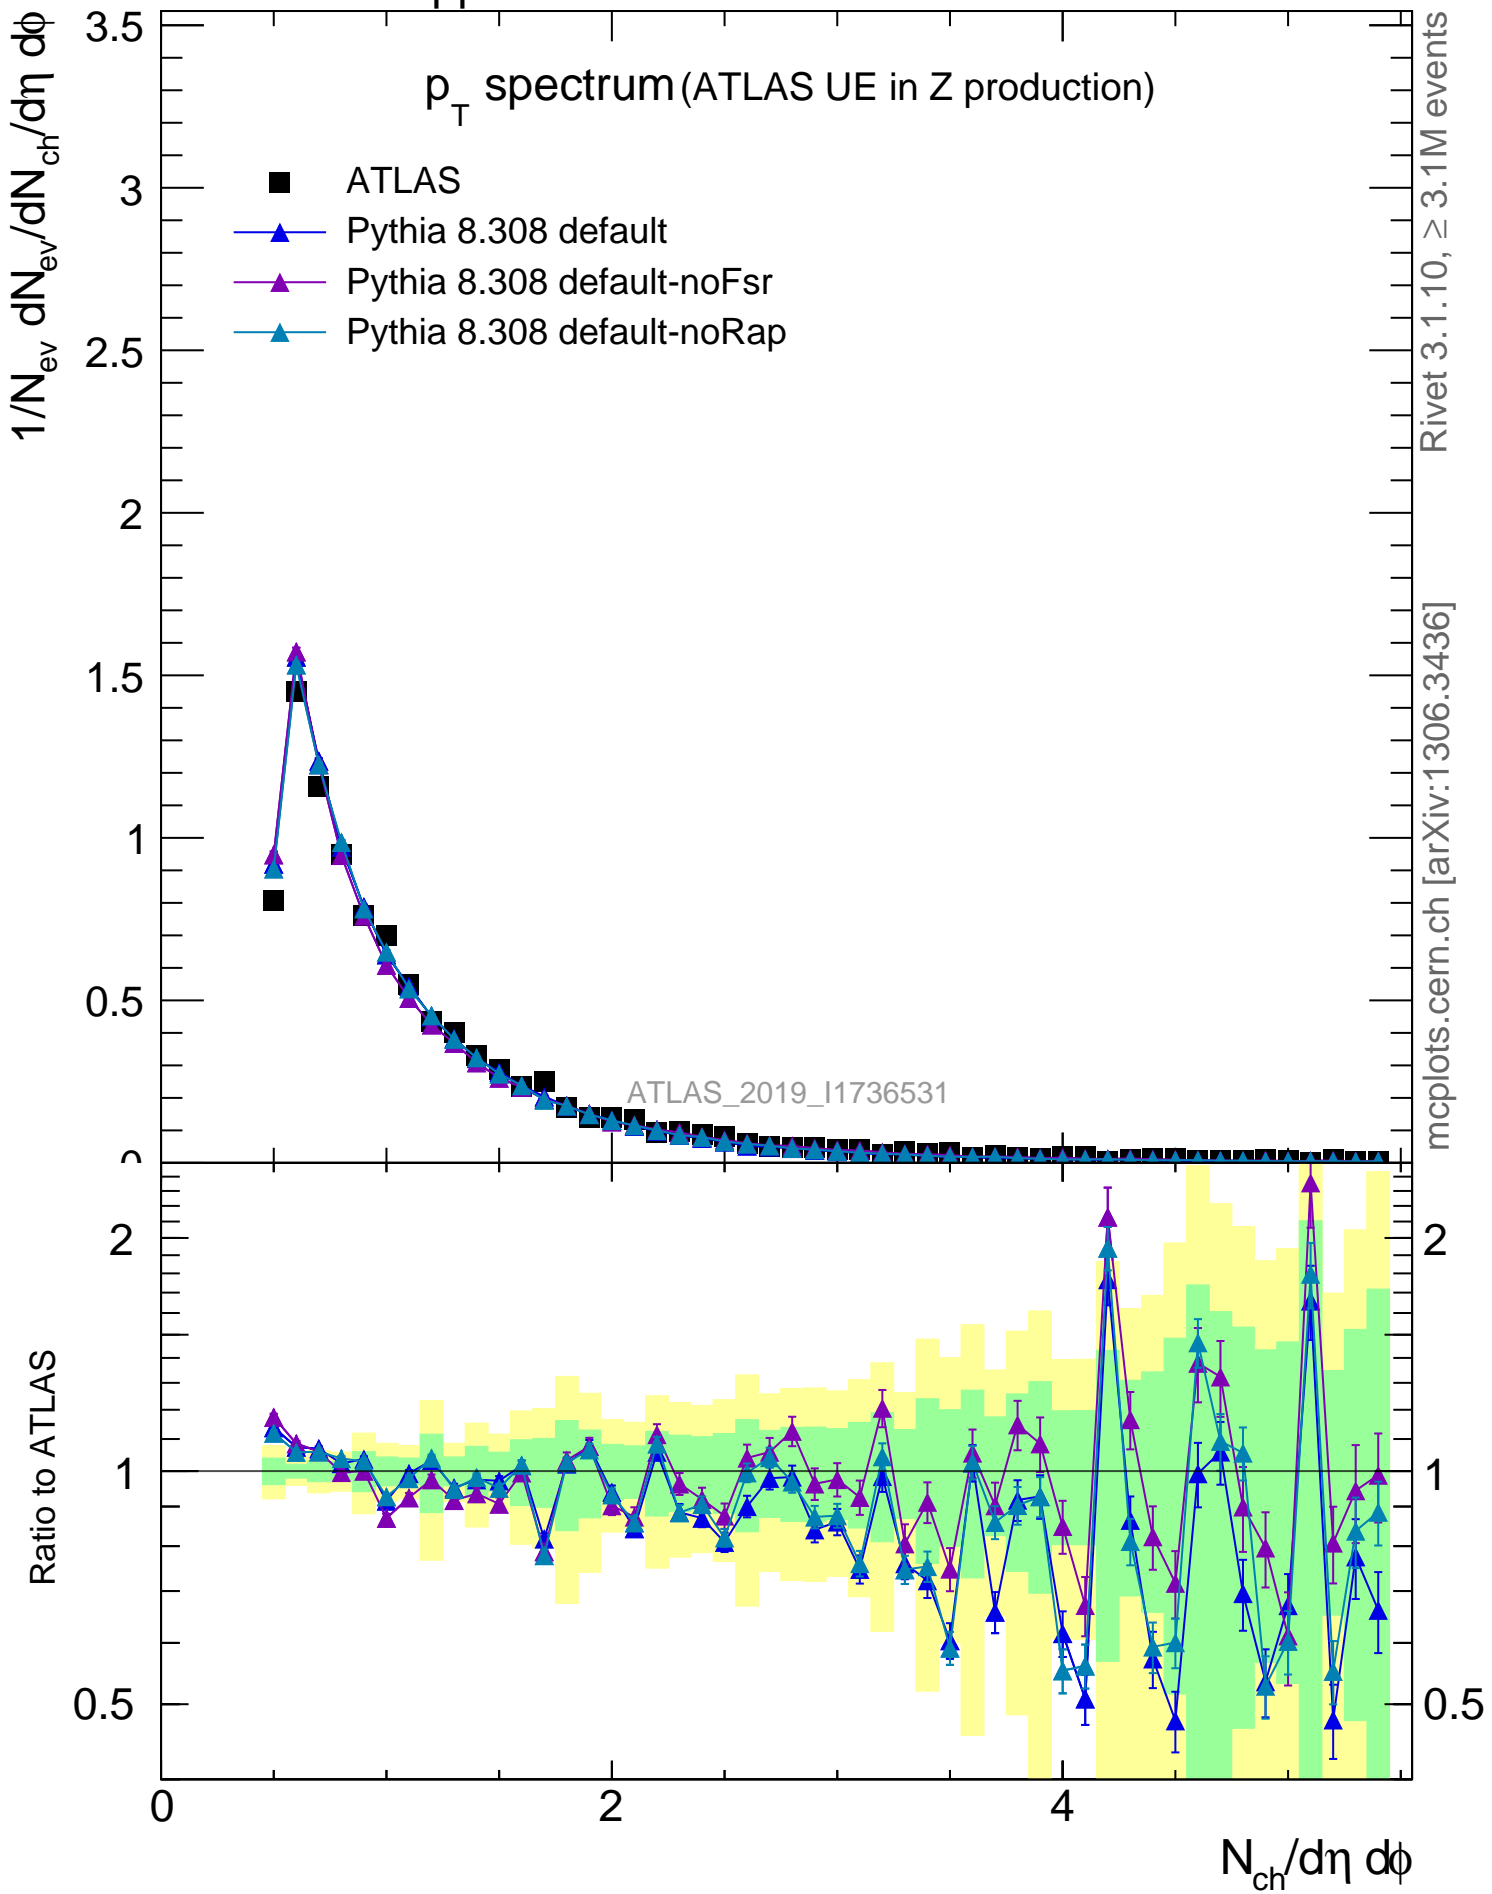 p_T spectrum (ATLAS UE in Z production)
ATLAS
Pythia 8.308 default
Pythia 8.308 default-noFsr
Pythia 8.308 default-noRap
1/N_ev dN_ev/dN_ch/dη dϕ
3.5
3
2.5
2
1.5
1
0.5
0
ATLAS_2019_I1736531
Rivet 3.1.10, ≥ 3.1M events
mcplots.cern.ch [arXiv:1306.3436]
Ratio to ATLAS
2
1
0.5
2
1
0.5
0
2
4
N_ch/dη dϕ